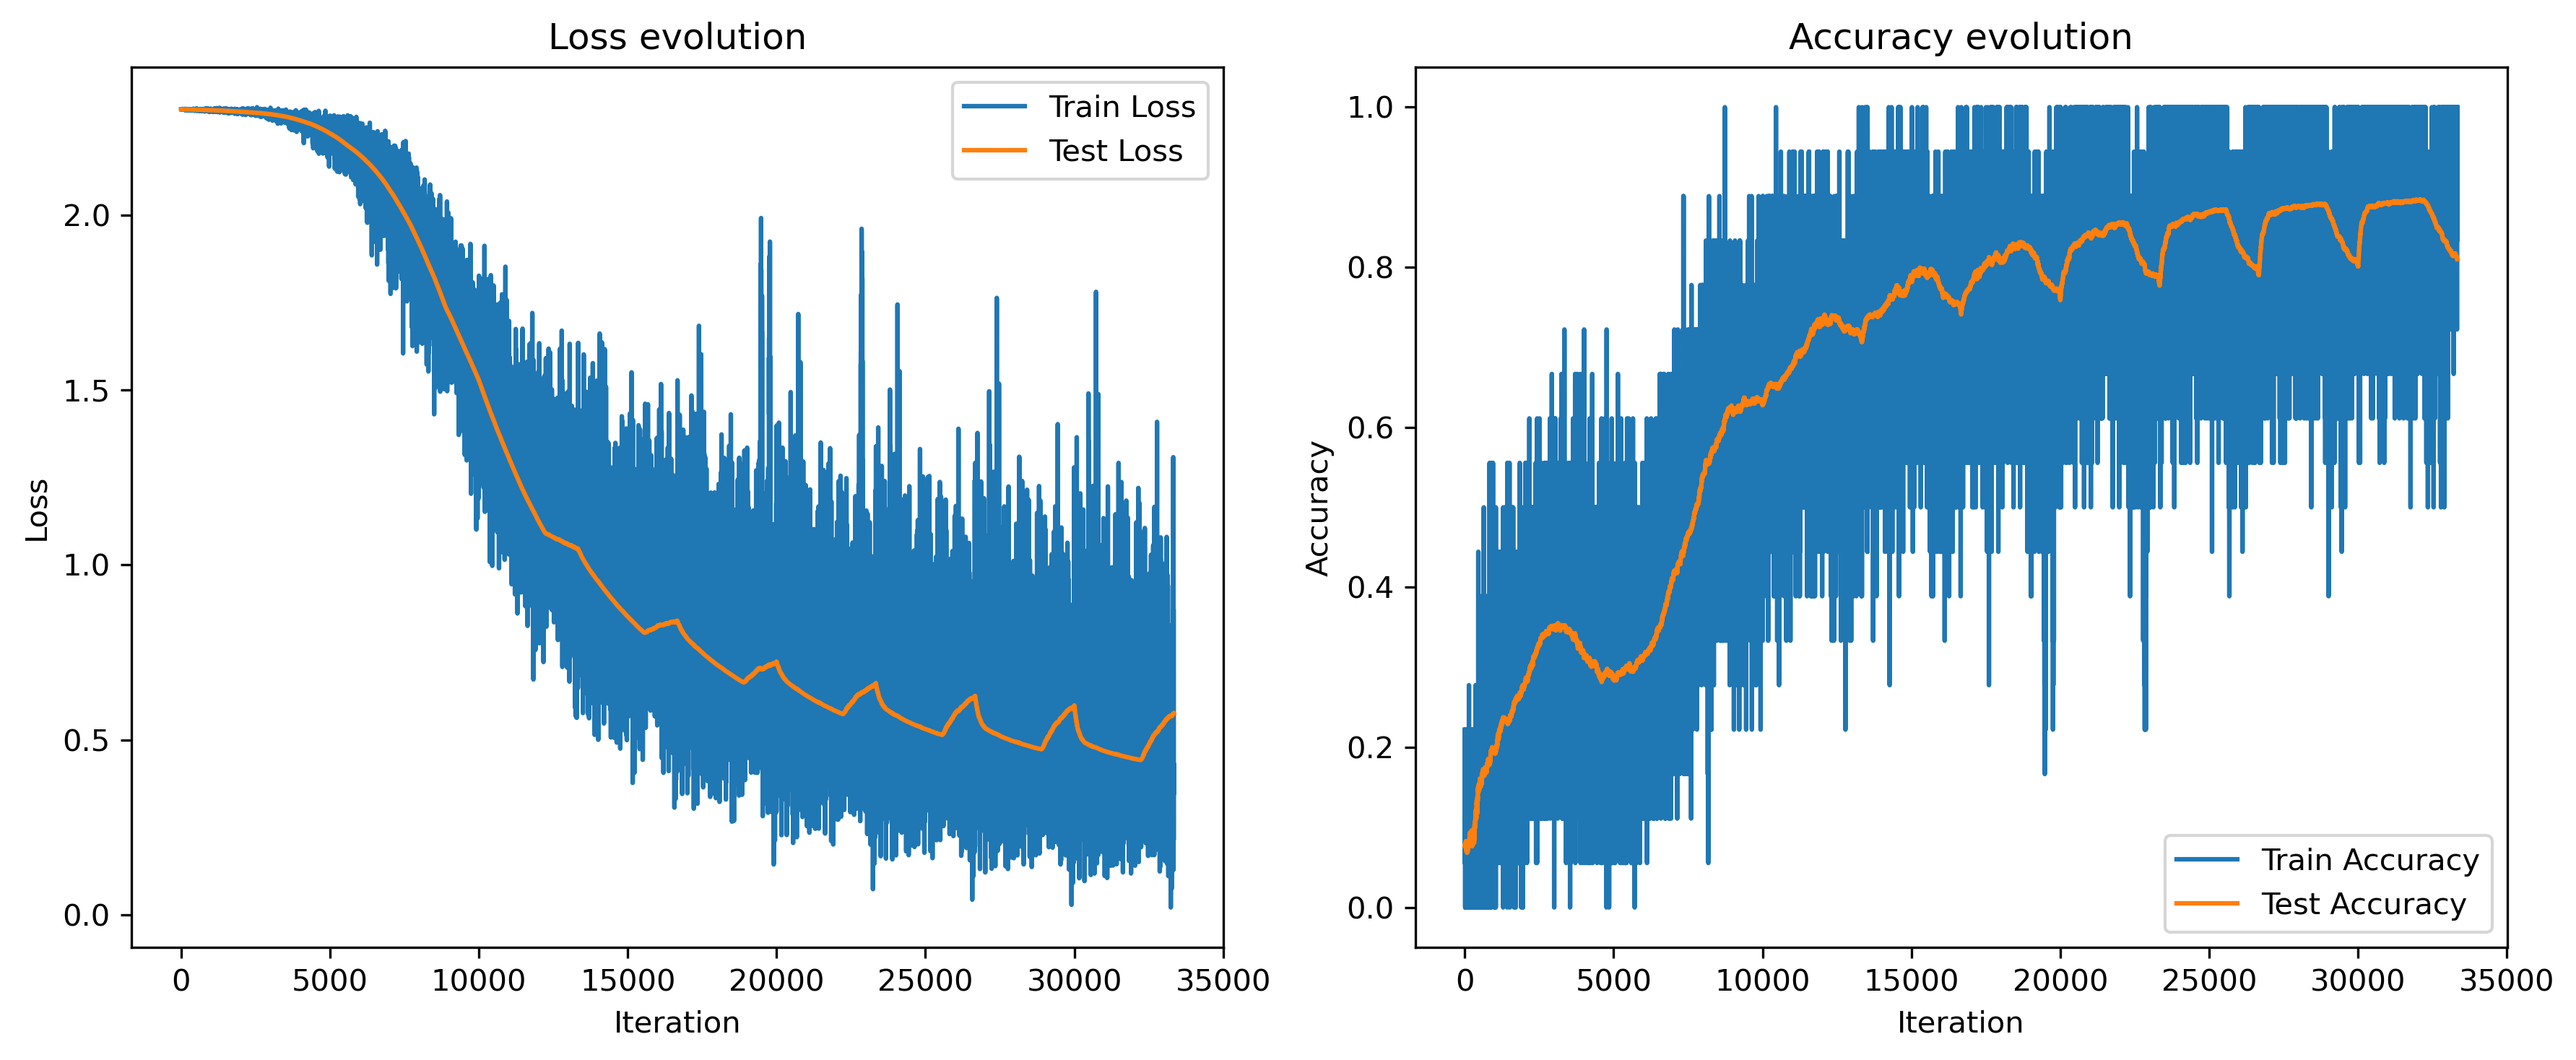 Loss evolution
Train Loss
Test Loss
2.0
1.5
1.0
0.5
0.0
Loss
0
5000
10000
15000
20000
25000
30000
35000
Iteration
Accuracy evolution
1.0
0.8
0.6
0.4
0.2
0.0
Accuracy
Train Accuracy
Test Accuracy
0
5000
10000
15000
20000
25000
30000
35000
Iteration